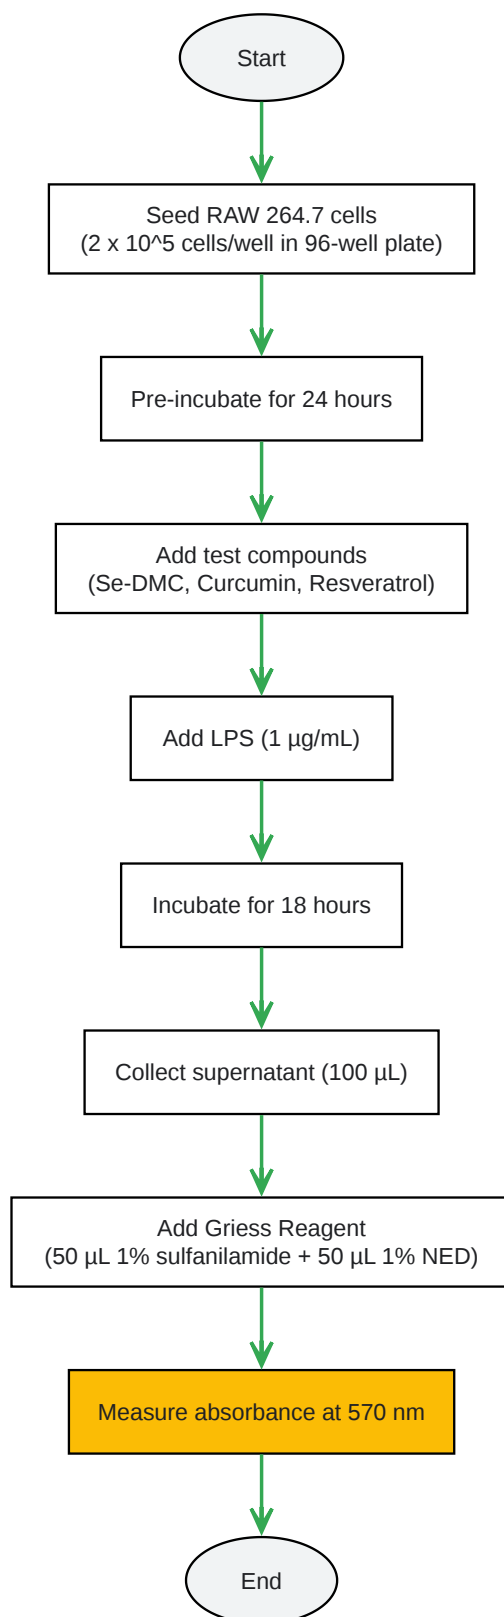 Start
Seed RAW 264.7 cells
(2 x 10^5 cells/well in 96-well plate)
Pre-incubate for 24 hours
Add test compounds
(Se-DMC, Curcumin, Resveratrol)
Add LPS (1 µg/mL)
Incubate for 18 hours
Collect supernatant (100 µL)
Add Griess Reagent
(50 µL 1% sulfanilamide + 50 µL 1% NED)
Measure absorbance at 570 nm
End